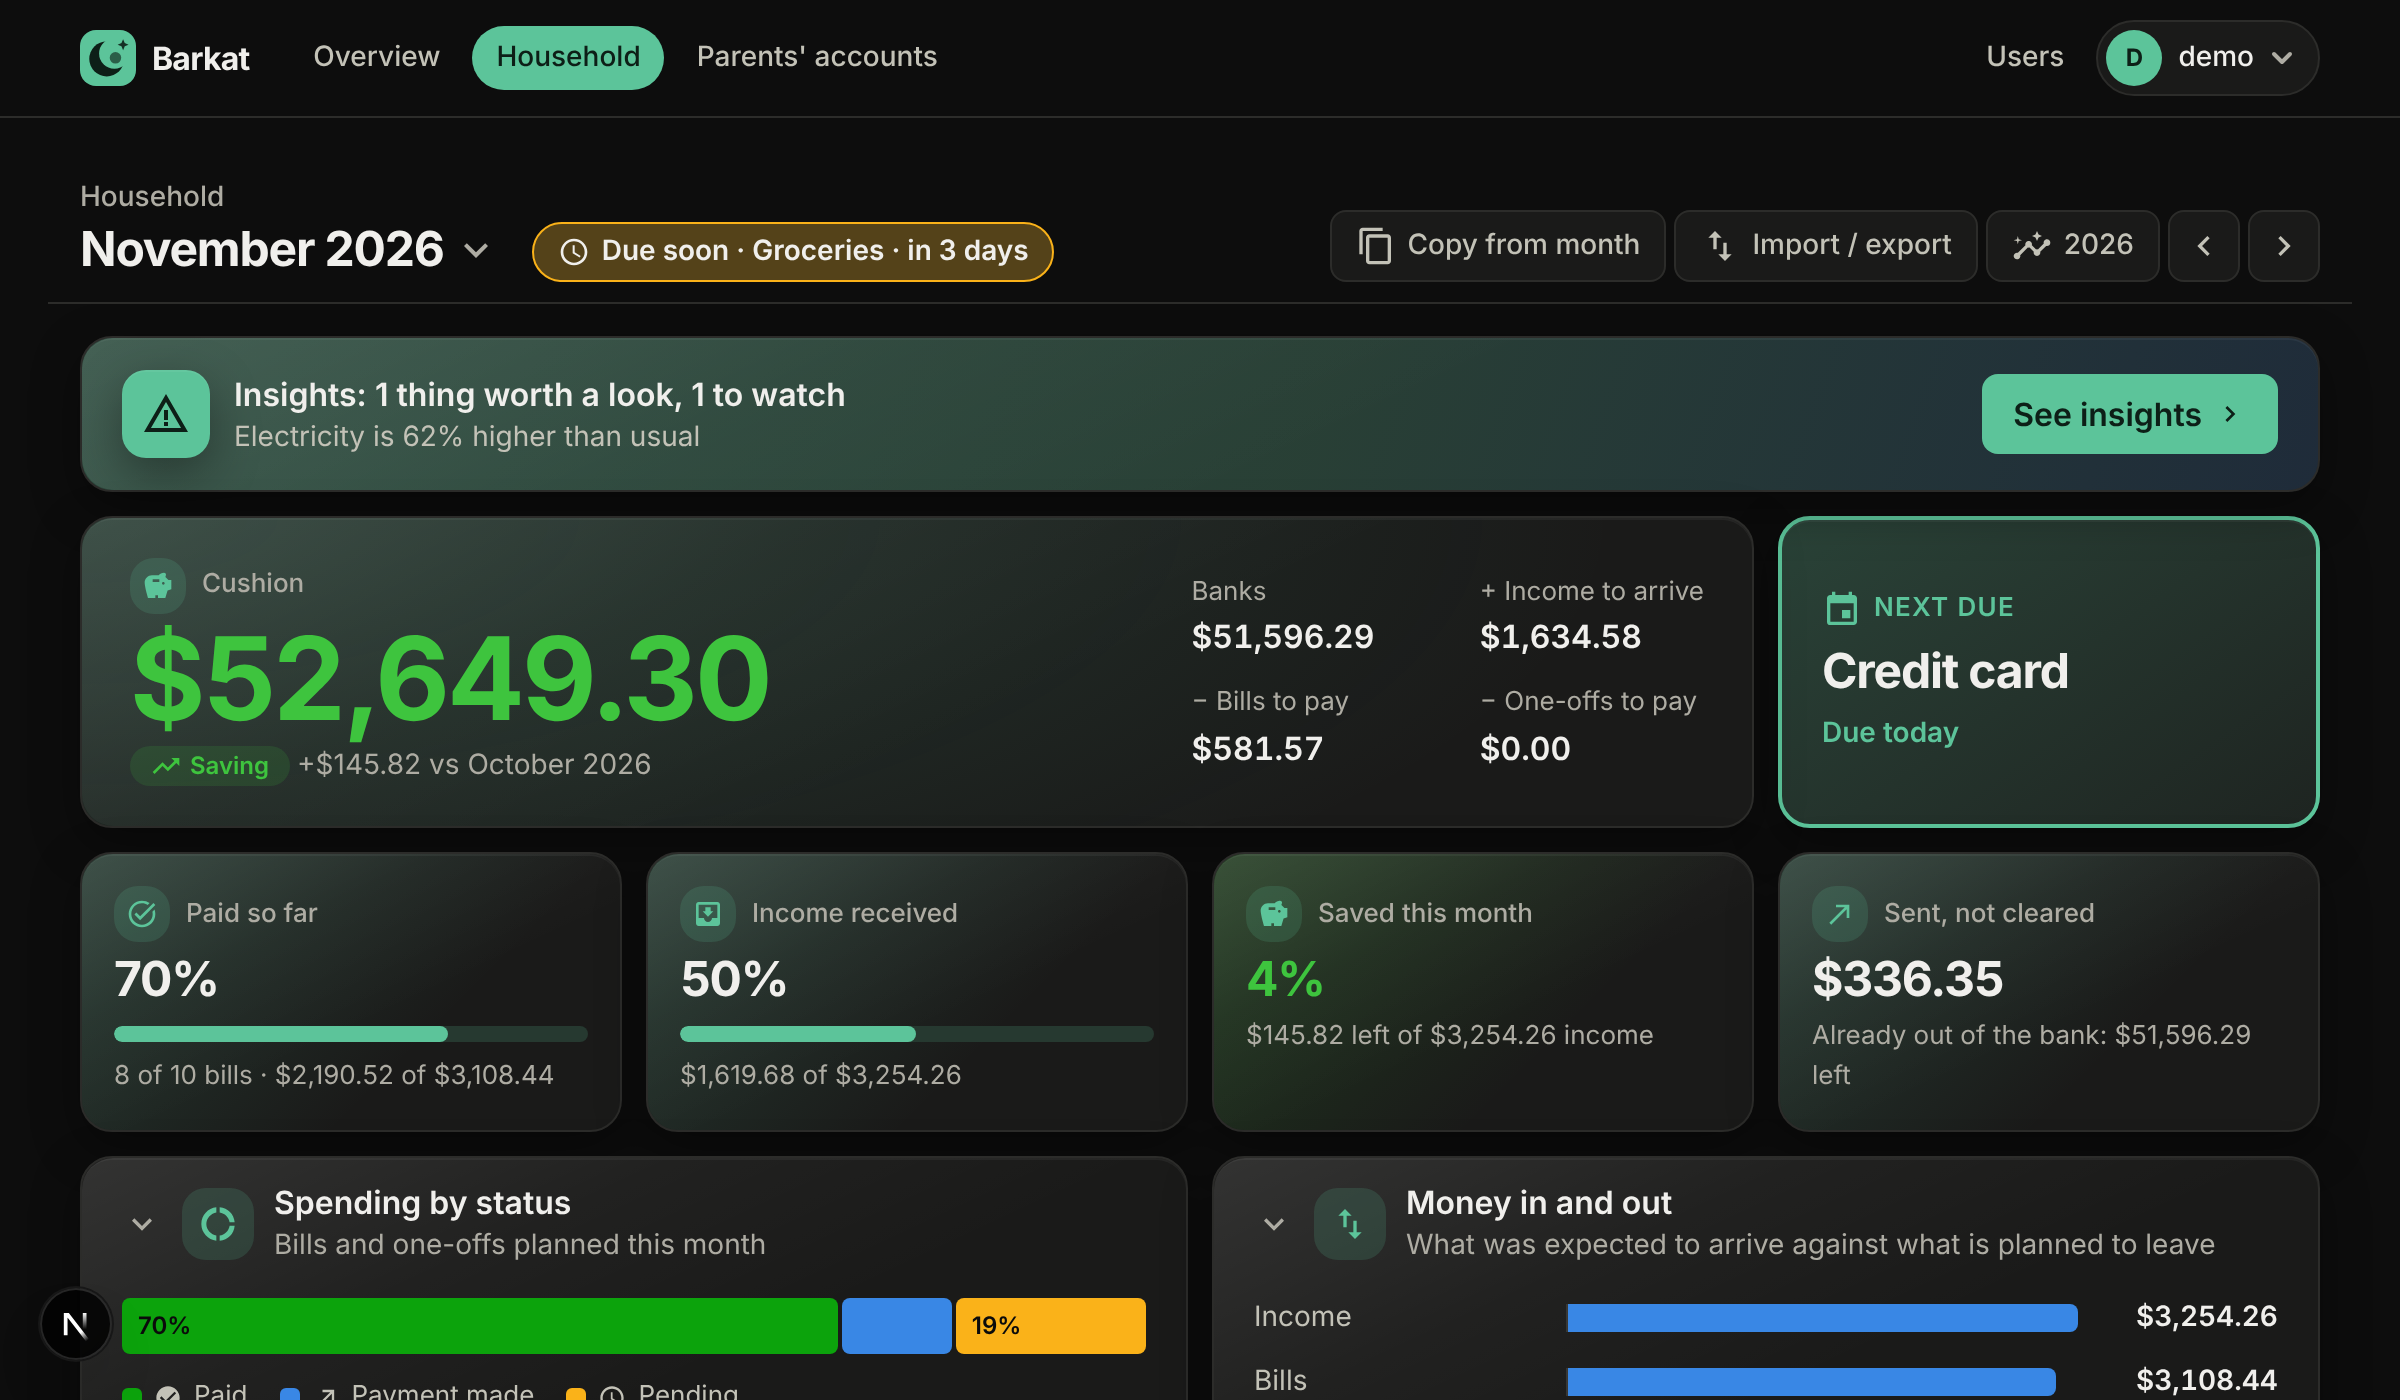 Barkat
Overview
Household
Parents' accounts
Users
D
demo
Household
November 2026
Due soon · Groceries · in 3 days
Copy from month
Import / export
2026
Insights: 1 thing worth a look, 1 to watch
Electricity is 62% higher than usual
See insights
Cushion
$52,649.30
Saving
+$145.82 vs October 2026
Banks
$51,596.29
+ Income to arrive
$1,634.58
− Bills to pay
$581.57
− One-offs to pay
$0.00
NEXT DUE
Credit card
Due today
Paid so far
70%
8 of 10 bills · $2,190.52 of $3,108.44
Income received
50%
$1,619.68 of $3,254.26
Saved this month
4%
$145.82 left of $3,254.26 income
Sent, not cleared
$336.35
Already out of the bank: $51,596.29
left
Spending by status
Bills and one-offs planned this month
70%
19%
Paid
Payment made
Pending
Money in and out
What was expected to arrive against what is planned to leave
Income
$3,254.26
Bills
$3,108.44
N